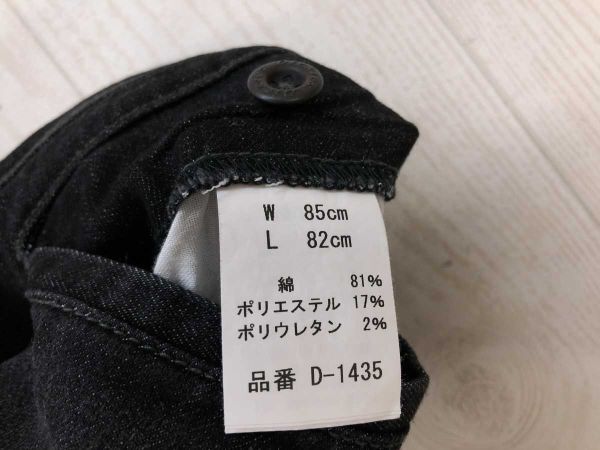 W 85cm
L 82cm
綿 81%
ポリエステル 17%
ポリウレタン 2%
品番 D-1435